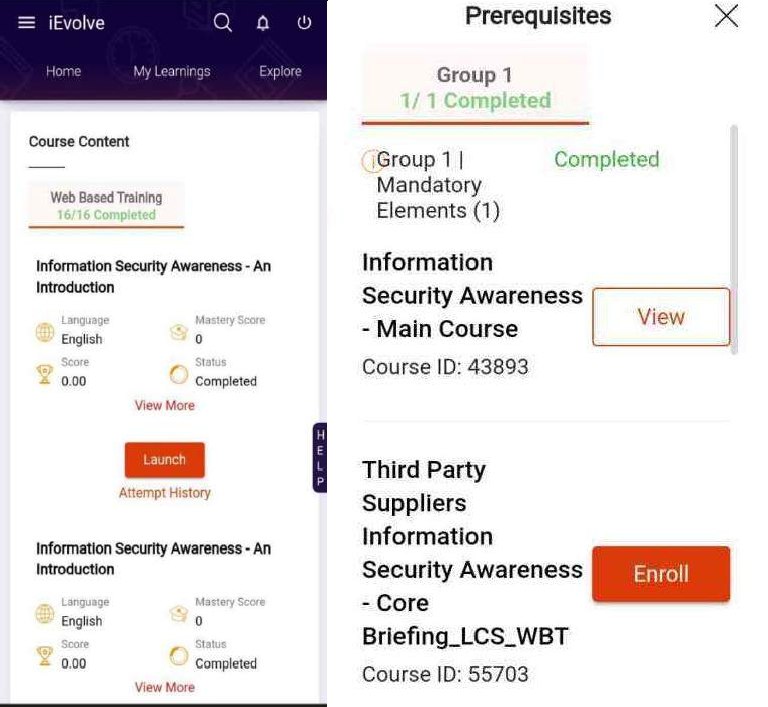 iEvolve
Home My Learnings Explore
Course Content
Web Based Training
16/16 Completed
Information Security Awareness - An
Introduction
Language Mastery Score
English 0
Score Status
0.00 Completed
View More
Launch
Attempt History
Information Security Awareness - An
Introduction
Language Mastery Score
English 0
Score Status
0.00 Completed
View More
HELP
Prerequisites
Group 1
1/ 1 Completed
Group 1 | Completed
Mandatory
Elements (1)
Information
Security Awareness
- Main Course
View
Course ID: 43893
Third Party
Suppliers
Information
Security Awareness
- Core
Briefing_LCS_WBT
Enroll
Course ID: 55703